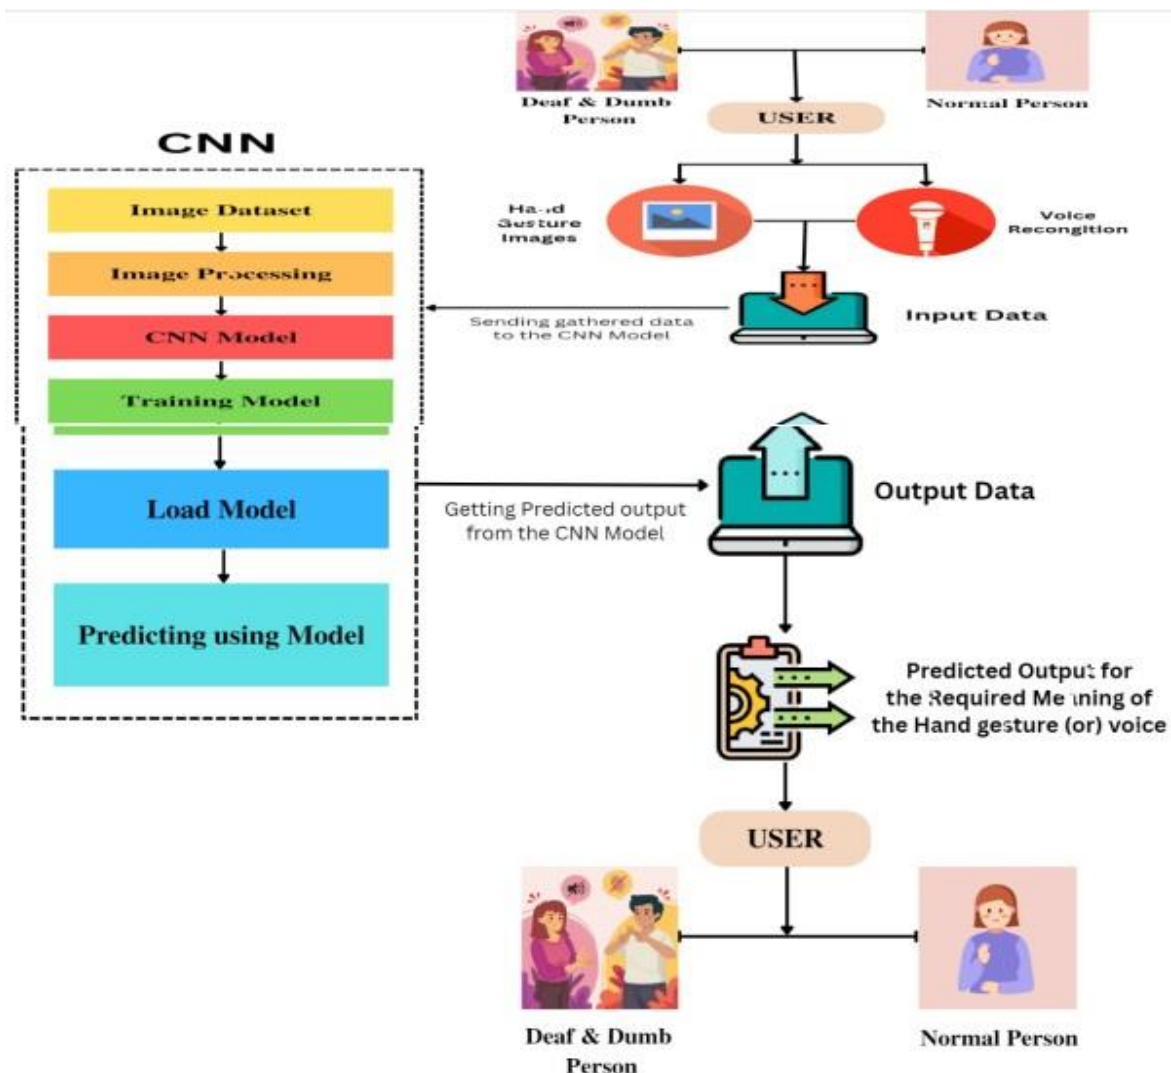 Deaf & Dumb
Person
Normal Person
USER
CNN
Image Dataset
Image Processing
CNN Model
Training Model
Load Model
Predicting using Model
Hand
Gesture
Images
Voice
Recongition
Input Data
Sending gathered data
to the CNN Model
Getting Predicted output
from the CNN Model
Output Data
Predicted Output for
the Required Meaning of
the Hand gesture (or) voice
USER
Deaf & Dumb
Person
Normal Person